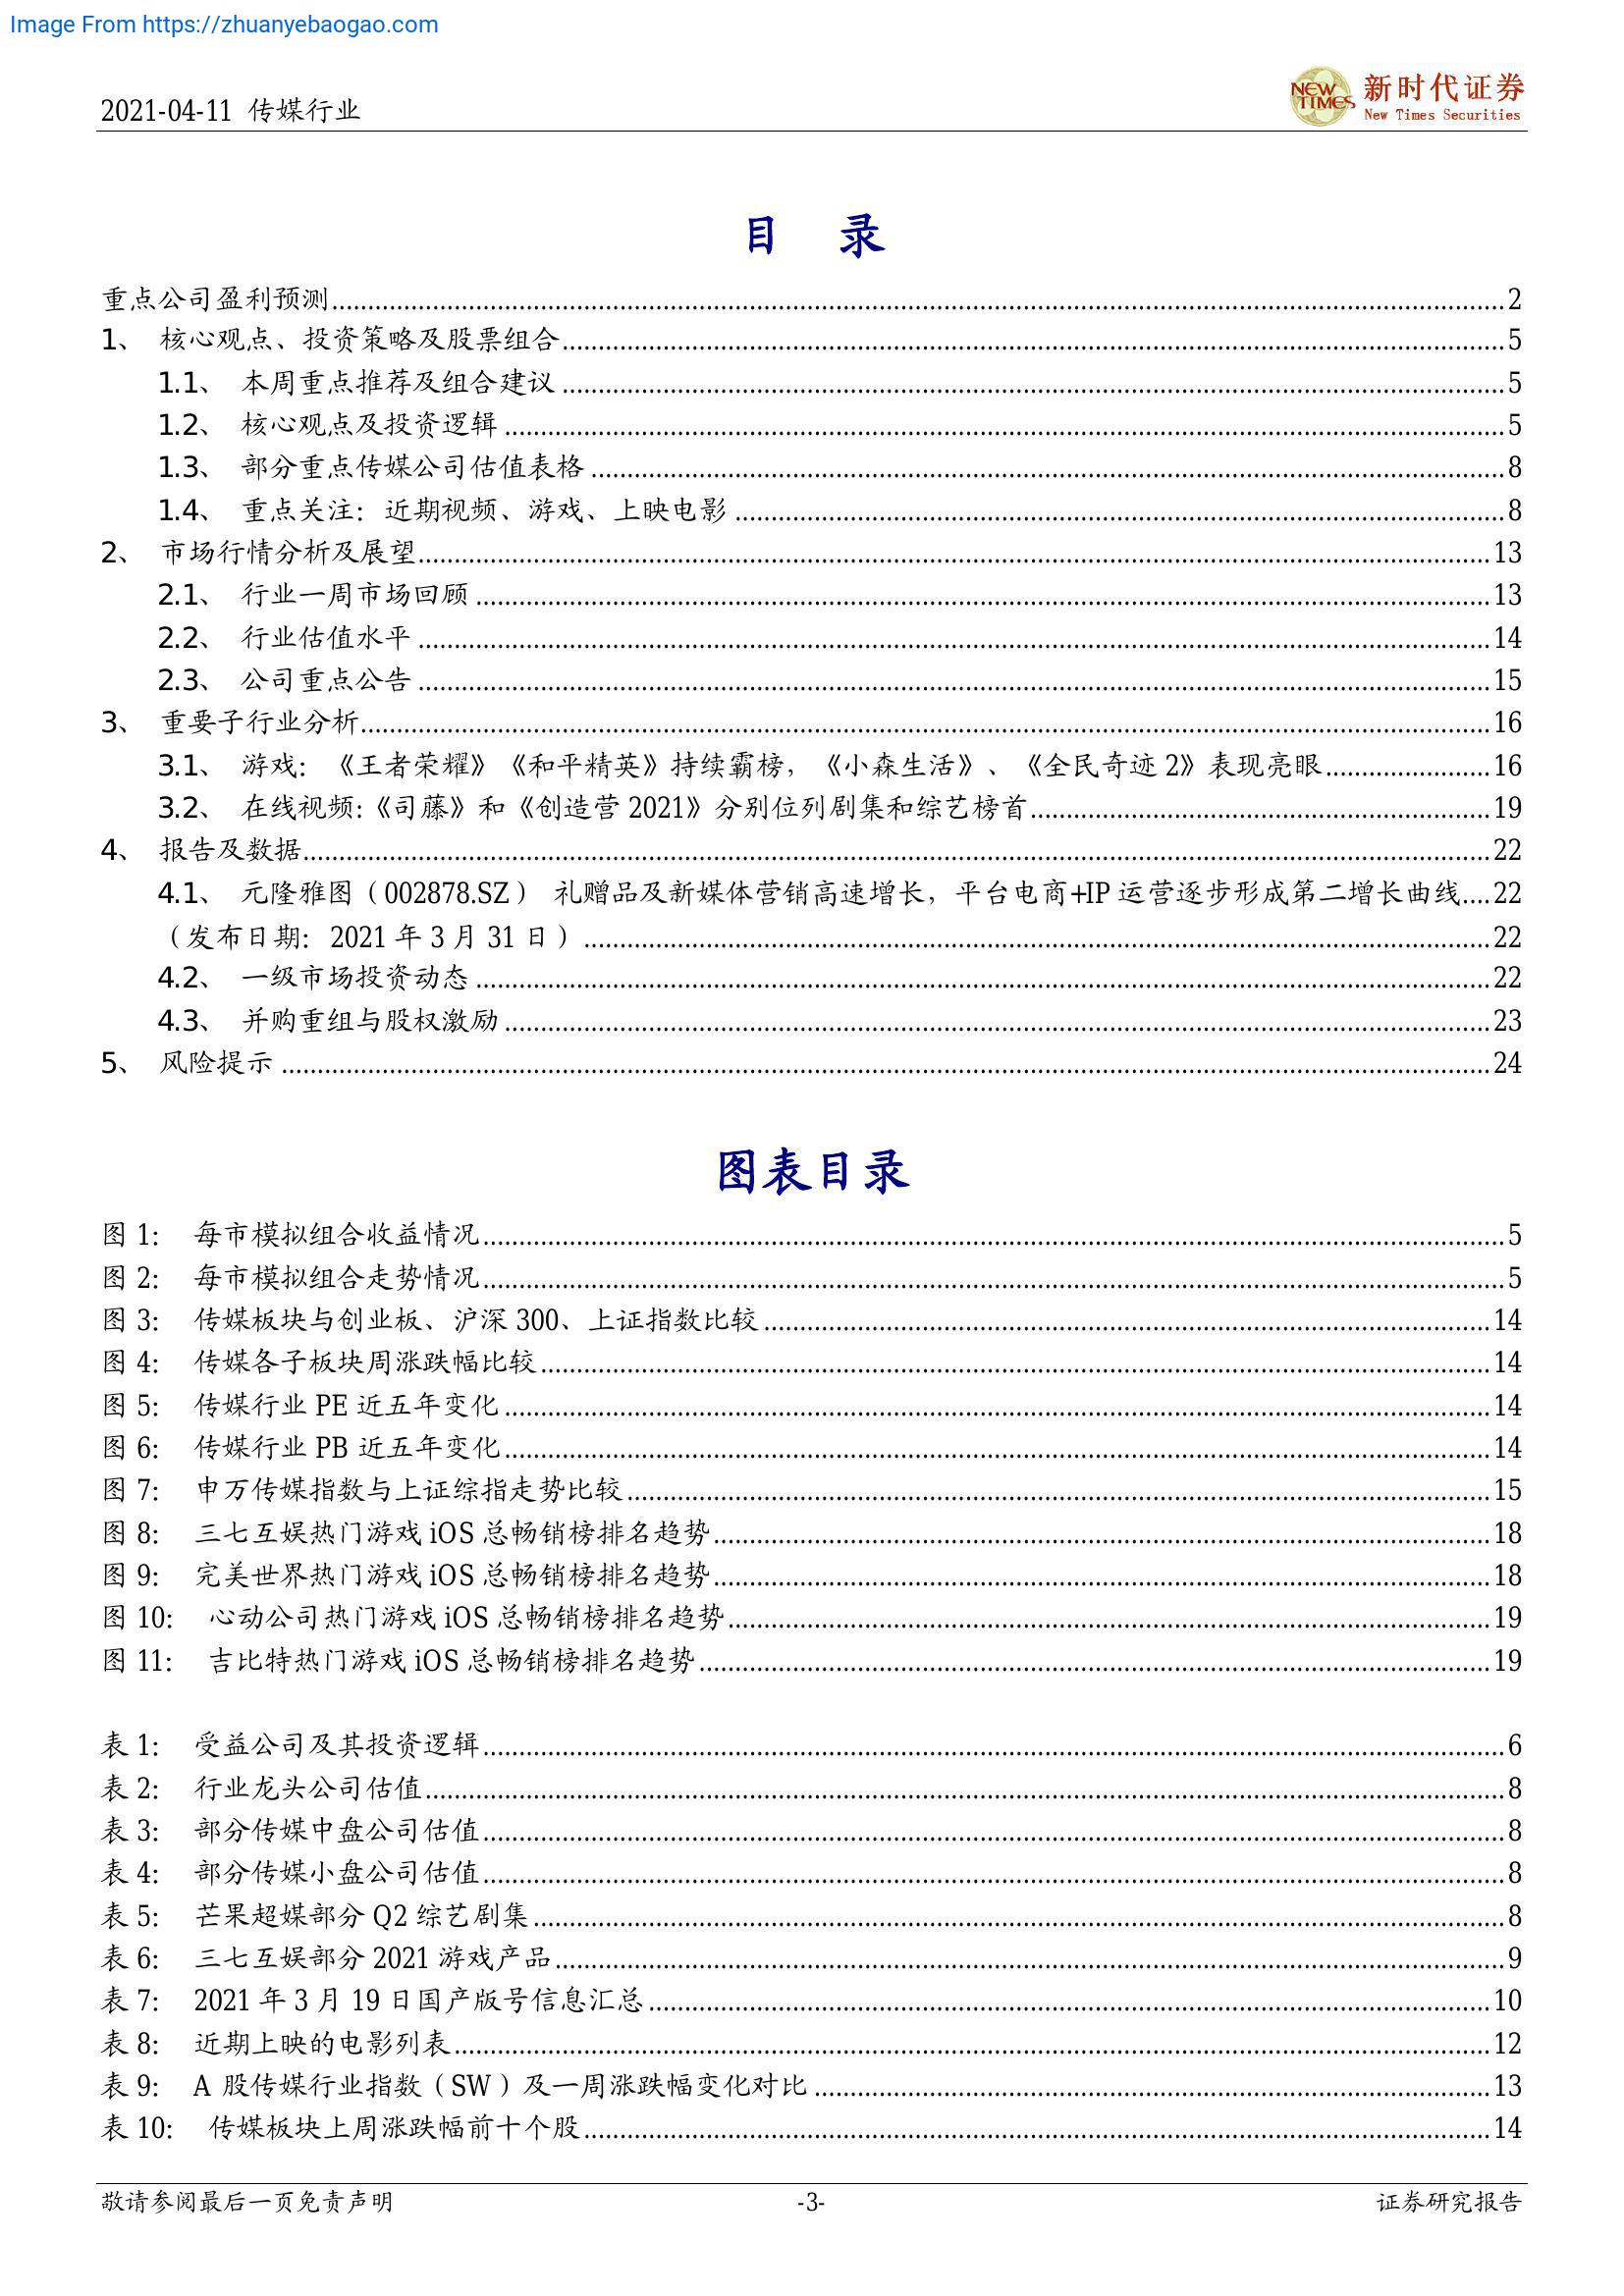 Image From https://zhuanyebaogao.com
2021-04-11 传媒行业
NEW TIMES 新时代证券
New Times Securities
目 录
重点公司盈利预测 2
1、 核心观点、投资策略及股票组合 5
1.1、 本周重点推荐及组合建议 5
1.2、 核心观点及投资逻辑 5
1.3、 部分重点传媒公司估值表格 8
1.4、 重点关注：近期视频、游戏、上映电影 8
2、 市场行情分析及展望 13
2.1、 行业一周市场回顾 13
2.2、 行业估值水平 14
2.3、 公司重点公告 15
3、 重要子行业分析 16
3.1、 游戏：《王者荣耀》《和平精英》持续霸榜，《小森生活》、《全民奇迹 2》表现亮眼 16
3.2、 在线视频：《司藤》和《创造营 2021》分别位列剧集和综艺榜首 19
4、 报告及数据 22
4.1、 元隆雅图（002878.SZ） 礼赠品及新媒体营销高速增长，平台电商+IP 运营逐步形成第二增长曲线 22
（发布日期：2021 年 3 月 31 日） 22
4.2、 一级市场投资动态 22
4.3、 并购重组与股权激励 23
5、 风险提示 24
图表目录
图 1： 每市模拟组合收益情况 5
图 2： 每市模拟组合走势情况 5
图 3： 传媒板块与创业板、沪深 300、上证指数比较 14
图 4： 传媒各子板块周涨跌幅比较 14
图 5： 传媒行业 PE 近五年变化 14
图 6： 传媒行业 PB 近五年变化 14
图 7： 申万传媒指数与上证综指走势比较 15
图 8： 三七互娱热门游戏 iOS 总畅销榜排名趋势 18
图 9： 完美世界热门游戏 iOS 总畅销榜排名趋势 18
图 10： 心动公司热门游戏 iOS 总畅销榜排名趋势 19
图 11： 吉比特热门游戏 iOS 总畅销榜排名趋势 19
表 1： 受益公司及其投资逻辑 6
表 2： 行业龙头公司估值 8
表 3： 部分传媒中盘公司估值 8
表 4： 部分传媒小盘公司估值 8
表 5： 芒果超媒部分 Q2 综艺剧集 8
表 6： 三七互娱部分 2021 游戏产品 9
表 7： 2021 年 3 月 19 日国产版号信息汇总 10
表 8： 近期上映的电影列表 12
表 9： A 股传媒行业指数（SW）及一周涨跌幅变化对比 13
表 10： 传媒板块上周涨跌幅前十个股 14
敬请参阅最后一页免责声明 -3- 证券研究报告